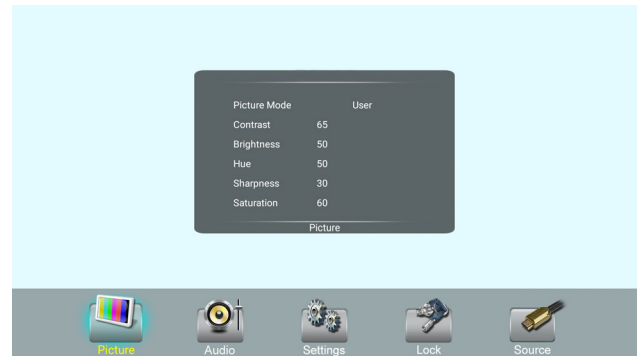 Picture Mode User
Contrast 65
Brightness 50
Hue 50
Sharpness 30
Saturation 60
Picture
Picture Audio Settings Lock Source